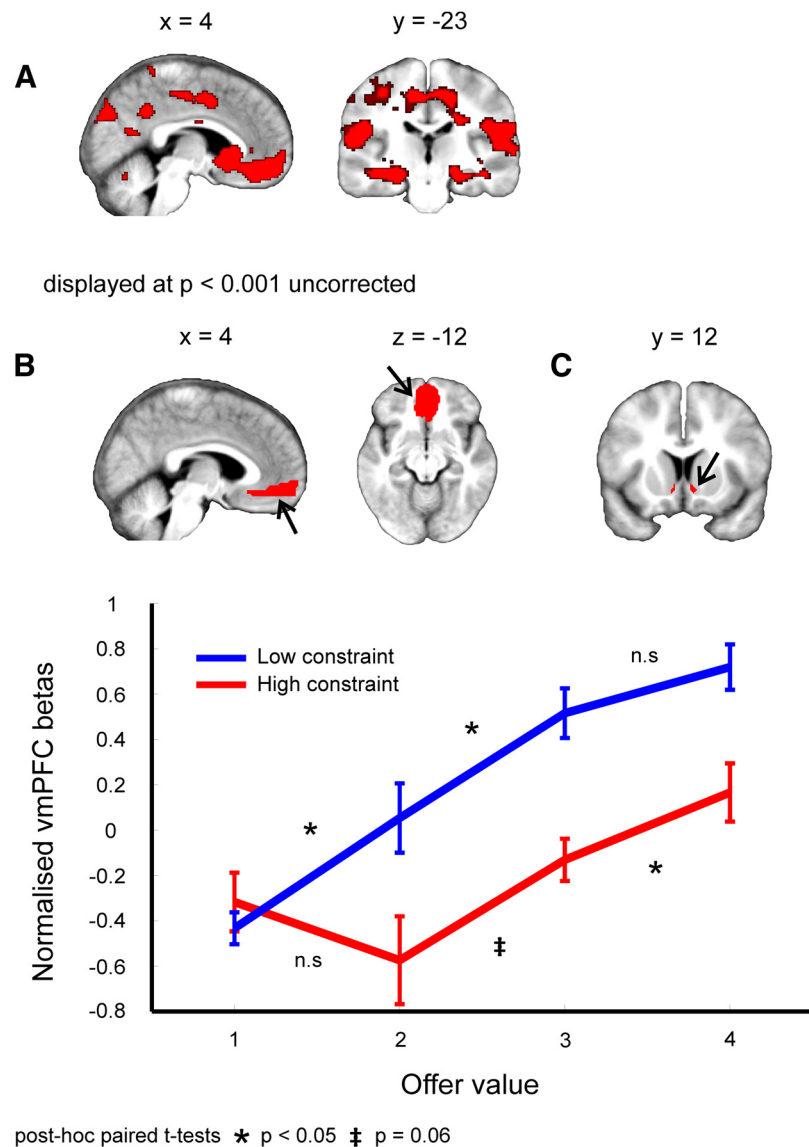 x = 4 y = -23
A
displayed at p < 0.001 uncorrected
x = 4 z = -12 y = 12
B C
1
0.8
0.6
0.4
0.2
0
-0.2
-0.4
-0.6
-0.8
Normalised vmPFC betas
Low constraint
High constraint
n.s
*
*
*
n.s
‡
1 2 3 4
Offer value
post-hoc paired t-tests * p < 0.05 ‡ p = 0.06